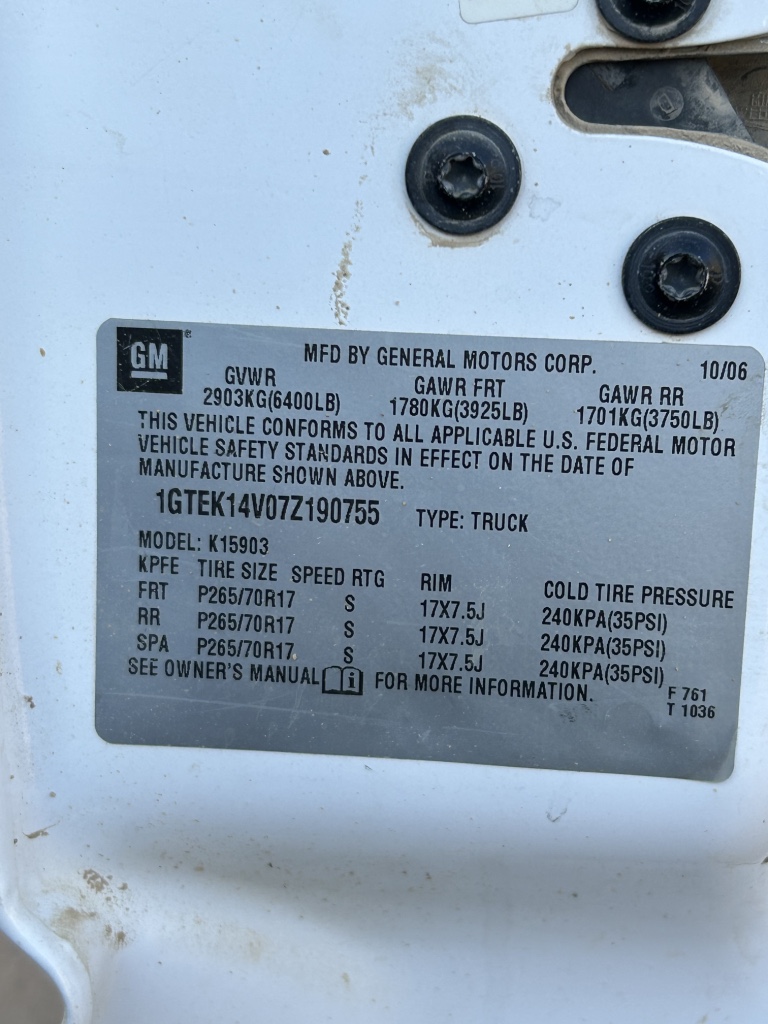 GM ®
MFD BY GENERAL MOTORS CORP. 10/06
GVWR GAWR FRT GAWR RR
2903KG(6400LB) 1780KG(3925LB) 1701KG(3750LB)
THIS VEHICLE CONFORMS TO ALL APPLICABLE U.S. FEDERAL MOTOR
VEHICLE SAFETY STANDARDS IN EFFECT ON THE DATE OF
MANUFACTURE SHOWN ABOVE.
1GTEK14V07Z190755 TYPE: TRUCK
MODEL: K15903
KPFE TIRE SIZE SPEED RTG RIM COLD TIRE PRESSURE
FRT P265/70R17 S 17X7.5J 240KPA(35PSI)
RR P265/70R17 S 17X7.5J 240KPA(35PSI)
SPA P265/70R17 S 17X7.5J 240KPA(35PSI)
SEE OWNER'S MANUAL FOR MORE INFORMATION.
F 761
T 1036